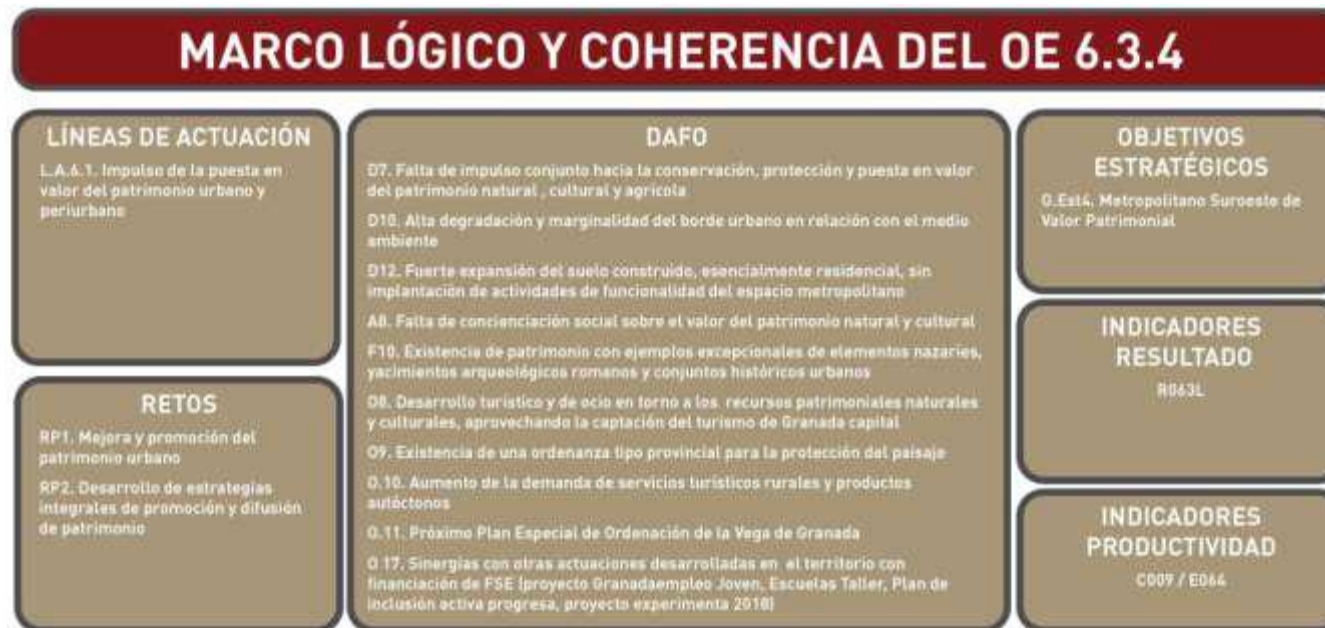 MARCO LÓGICO Y COHERENCIA DEL OE 6.3.4
LÍNEAS DE ACTUACIÓN
L.A.6.1. Impulso de la puesta en
valor del patrimonio urbano y
periurbano
RETOS
RP1. Mejora y promoción del
patrimonio urbano
RP2. Desarrollo de estrategias
integrales de promoción y difusión
de patrimonio
DAFO
D7. Falta de impulso conjunto hacia la conservación, protección y puesta en valor
del patrimonio natural , cultural y agrícola
D10. Alta degradación y marginalidad del borde urbano en relación con el medio
ambiente
D12. Fuerte expansión del suelo construido, esencialmente residencial, sin
implantación de actividades de funcionalidad del espacio metropolitano
A8. Falta de concienciación social sobre el valor del patrimonio natural y cultural
F10. Existencia de patrimonio con ejemplos excepcionales de elementos nazaríes,
yacimientos arqueológicos romanos y conjuntos históricos urbanos
O8. Desarrollo turístico y de ocio en torno a los recursos patrimoniales naturales
y culturales, aprovechando la captación del turismo de Granada capital
O9. Existencia de una ordenanza tipo provincial para la protección del paisaje
O.10. Aumento de la demanda de servicios turísticos rurales y productos
autóctonos
O.11. Próximo Plan Especial de Ordenación de la Vega de Granada
O 17. Sinergias con otras actuaciones desarrolladas en el territorio con
financiación de FSE (proyecto Granadaempleo Joven, Escuelas Taller, Plan de
inclusión activa progresa, proyecto experimenta 2018)
OBJETIVOS
ESTRATÉGICOS
O.Est4. Metropolitano Suroeste de
Valor Patrimonial
INDICADORES
RESULTADO
R063L
INDICADORES
PRODUCTIVIDAD
C009 / E064